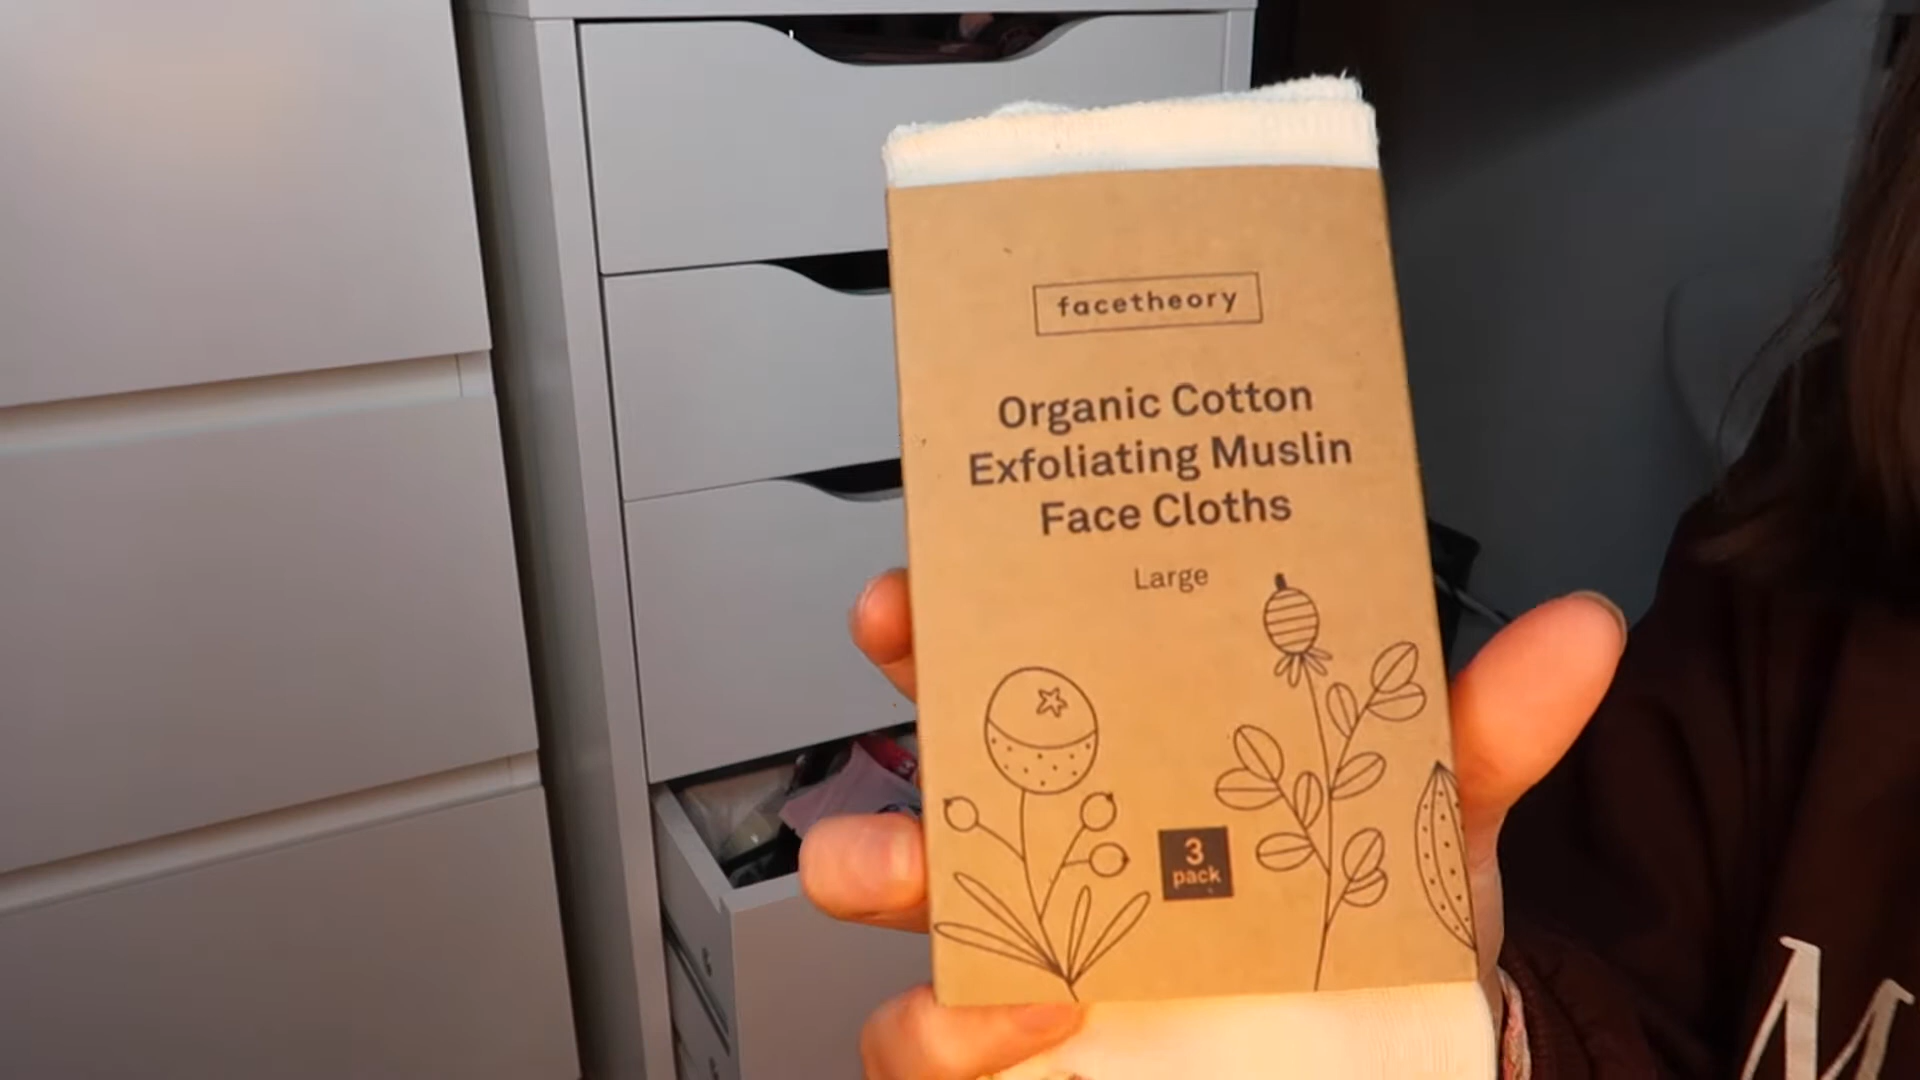 facetheory
Organic Cotton
Exfoliating Muslin
Face Cloths
Large
3
pack
M